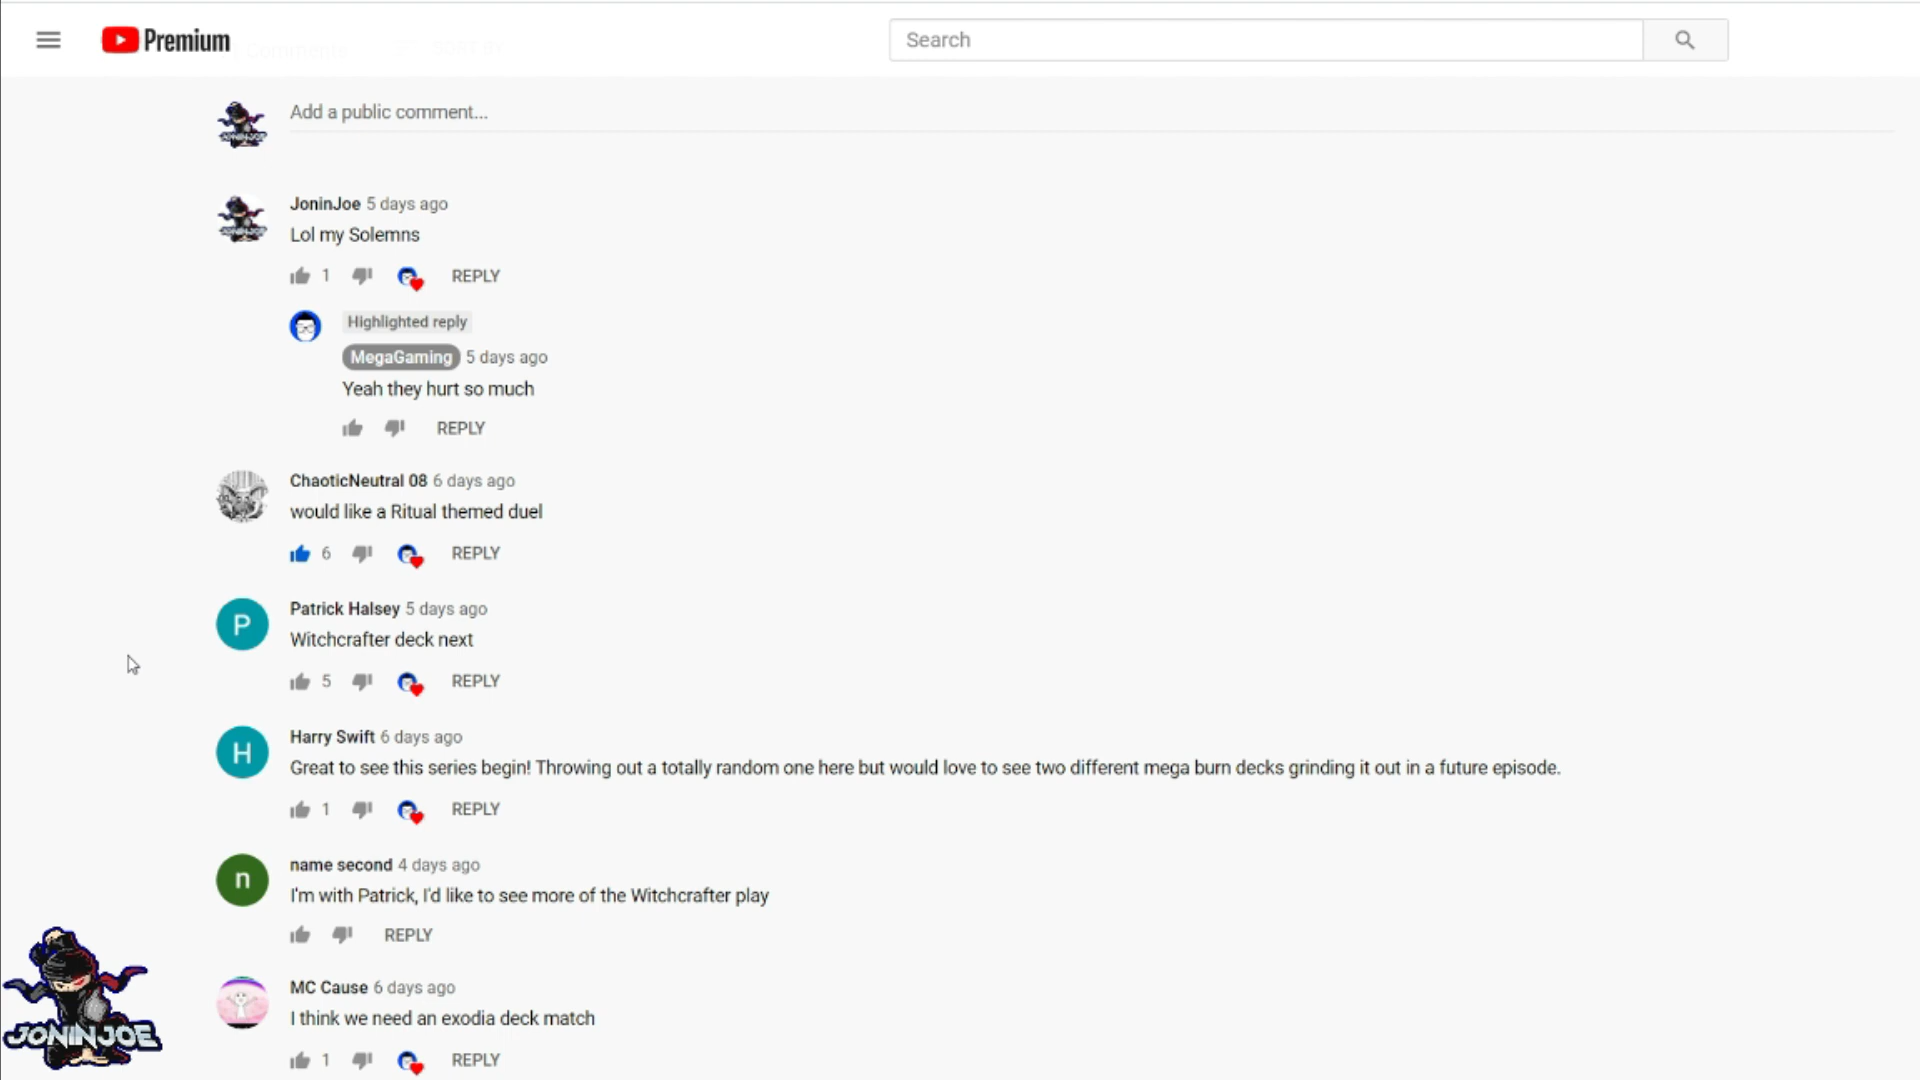 Premium
Search
Add a public comment...
JoninJoe 5 days ago
Lol my Solemns
1 REPLY
Highlighted reply
MegaGaming 5 days ago
Yeah they hurt so much
REPLY
ChaoticNeutral 08 6 days ago
would like a Ritual themed duel
6 REPLY
P
Patrick Halsey 5 days ago
Witchcrafter deck next
5 REPLY
H
Harry Swift 6 days ago
Great to see this series begin! Throwing out a totally random one here but would love to see two different mega burn decks grinding it out in a future episode.
1 REPLY
n
name second 4 days ago
I'm with Patrick, I'd like to see more of the Witchcrafter play
REPLY
MC Cause 6 days ago
I think we need an exodia deck match
1 REPLY
JONINJOE